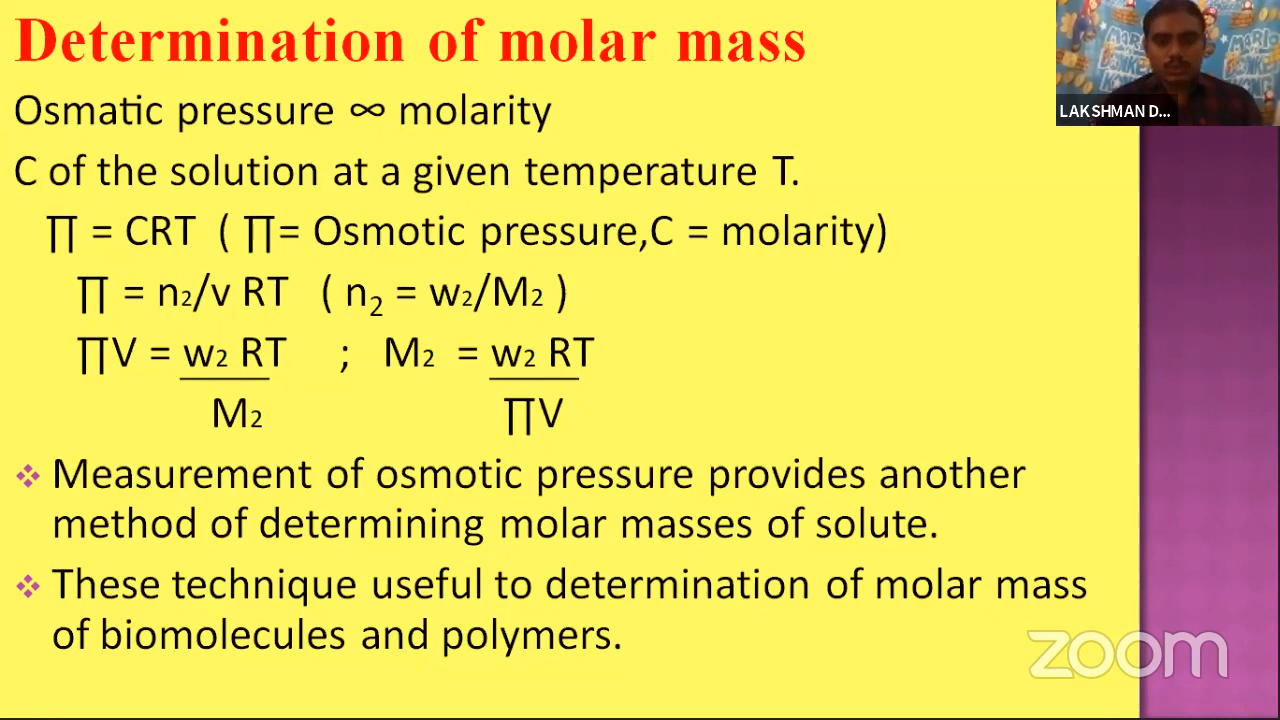 Determination of molar mass
LAKSHMAN D...
Osmatic pressure ∞ molarity
C of the solution at a given temperature T.
∏ = CRT ( ∏= Osmotic pressure,C = molarity)
∏ = n₂/v RT ( n₂ = w₂/M₂ )
∏V = w₂ RT ; M₂ = w₂ RT
M₂ ∏V
❖ Measurement of osmotic pressure provides another
method of determining molar masses of solute.
❖ These technique useful to determination of molar mass
of biomolecules and polymers.
zoom